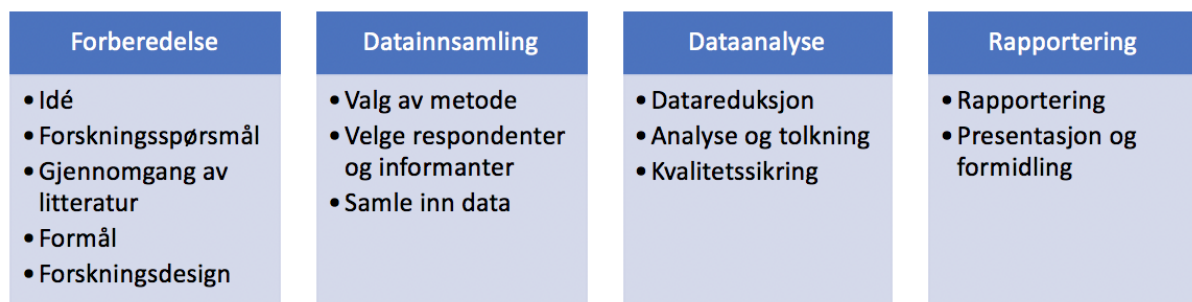 Forberedelse
• Idé
• Forskningsspørsmål
• Gjennomgang av
litteratur
• Formål
• Forskningsdesign
Datainnsamling
• Valg av metode
• Velge respondenter
og informanter
• Samle inn data
Dataanalyse
• Datareduksjon
• Analyse og tolkning
• Kvalitetssikring
Rapportering
• Rapportering
• Presentasjon og
formidling